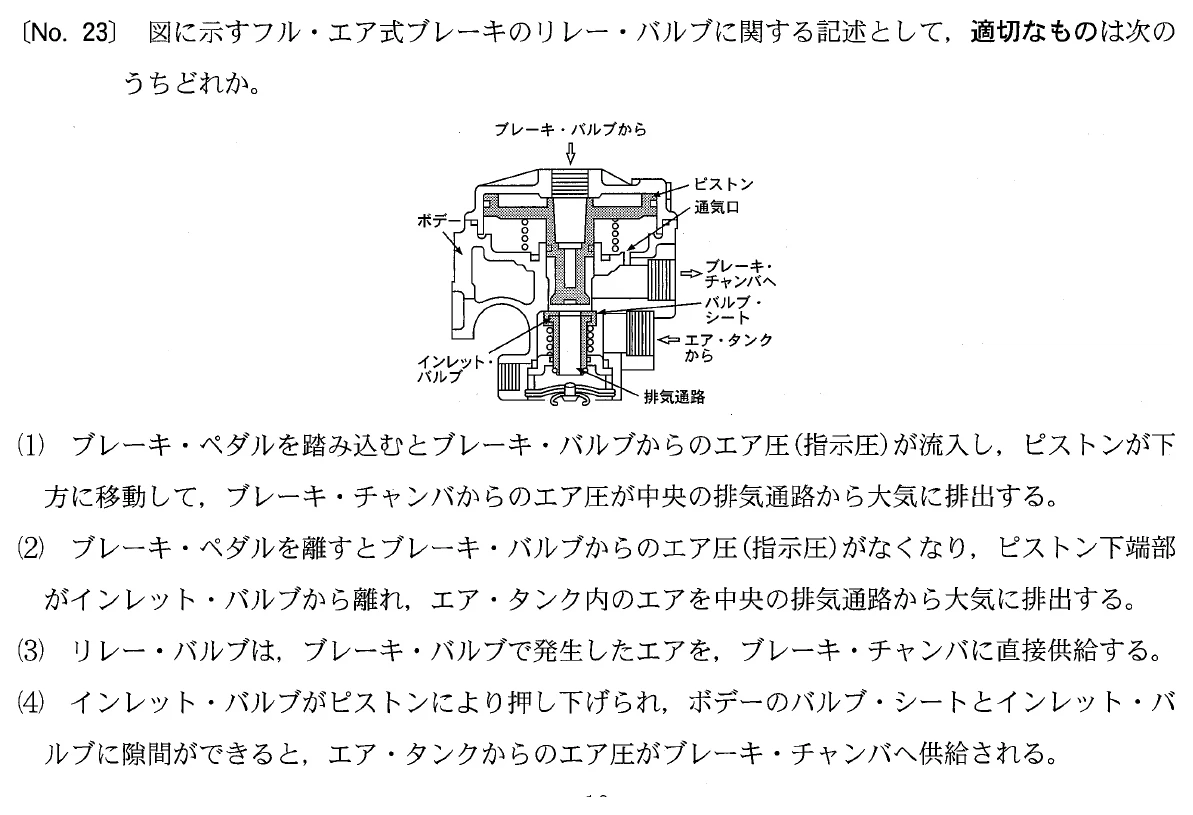 〔No. 23〕 図に示すフル・エア式ブレーキのリレー・バルブに関する記述として，適切なものは次の
うちどれか。
ブレーキ・バルブから
ピストン
通気口
ボデー
ブレーキ・
チャンバへ
バルブ・
シート
エア・タンク
から
インレット・
バルブ
排気通路
(1) ブレーキ・ペダルを踏み込むとブレーキ・バルブからのエア圧(指示圧)が流入し，ピストンが下
方に移動して，ブレーキ・チャンバからのエア圧が中央の排気通路から大気に排出する。
(2) ブレーキ・ペダルを離すとブレーキ・バルブからのエア圧(指示圧)がなくなり，ピストン下端部
がインレット・バルブから離れ，エア・タンク内のエアを中央の排気通路から大気に排出する。
(3) リレー・バルブは，ブレーキ・バルブで発生したエアを，ブレーキ・チャンバに直接供給する。
(4) インレット・バルブがピストンにより押し下げられ，ボデーのバルブ・シートとインレット・バ
ルブに隙間ができると，エア・タンクからのエア圧がブレーキ・チャンバへ供給される。